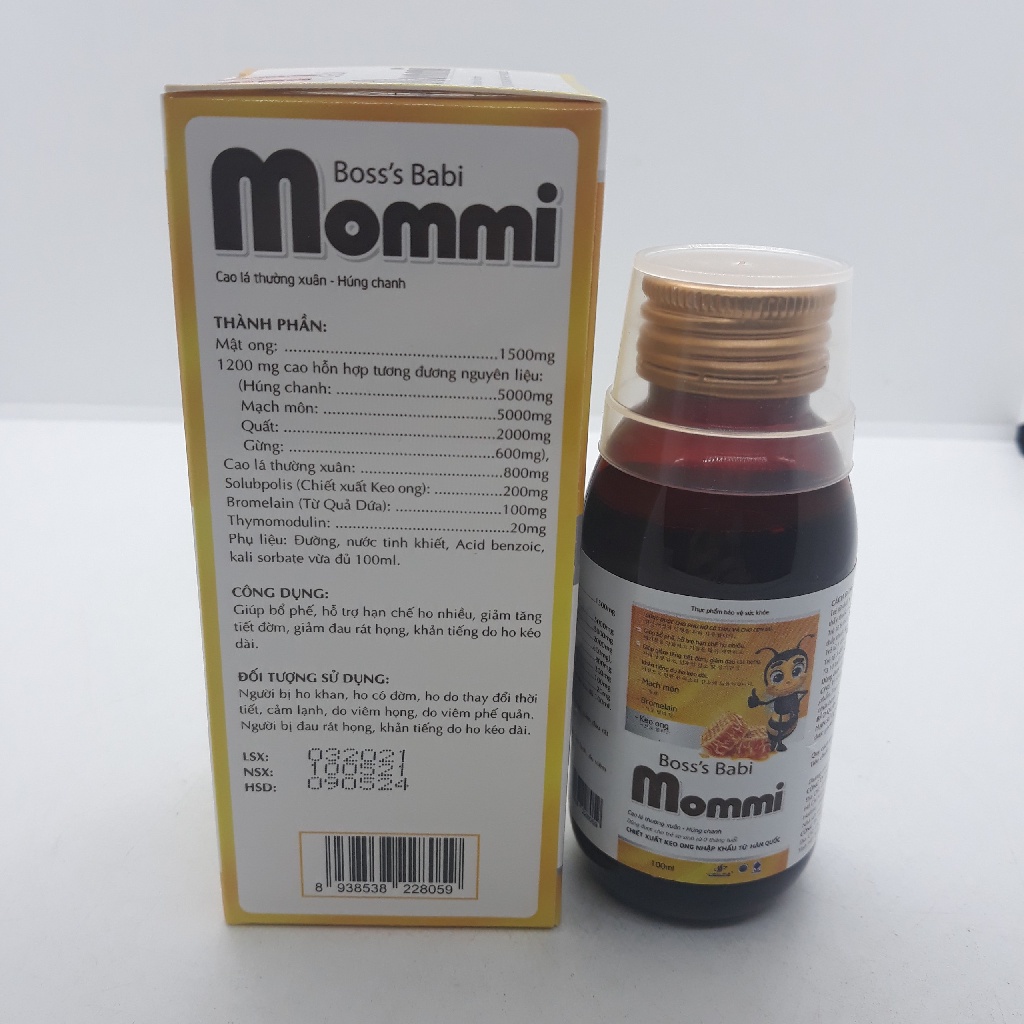 Boss's Babi
Mommi
Cao lá thường xuân - Húng chanh
THÀNH PHẦN:
Mật ong: ............................................1500mg
1200 mg cao hỗn hợp tương đương nguyên liệu:
(Húng chanh: .................................5000mg
Mạch môn: ....................................5000mg
Quất: ..............................................2000mg
Gừng: ............................................600mg),
Cao lá thường xuân: ............................800mg
Solubpolis (Chiết xuất Keo ong): ..............200mg
Bromelain (Từ Quả Dứa): ......................100mg
Thymomodulin: ....................................20mg
Phụ liệu: Đường, nước tinh khiết, Acid benzoic,
kali sorbate vừa đủ 100ml.
CÔNG DỤNG:
Giúp bổ phế, hỗ trợ hạn chế ho nhiều, giảm tăng
tiết đờm, giảm đau rát họng, khản tiếng do ho kéo
dài.
ĐỐI TƯỢNG SỬ DỤNG:
Người bị ho khan, ho có dờm, ho do thay đổi thời
tiết, cảm lạnh, do viêm họng, do viêm phế quản.
Người bị đau rát họng, khản tiếng do ho kéo dài.
LSX: 032021
NSX: 100521
HSD: 090524
8 938538 228059
Thực phẩm bảo vệ sức khỏe
Mạch môn
Bromelain
Keo ong
Boss's Babi
Mommi
Cao lá thường xuân - Húng chanh
CHIẾT XUẤT KEO ONG NHẬP KHẨU TỪ HÀN QUỐC
100ml